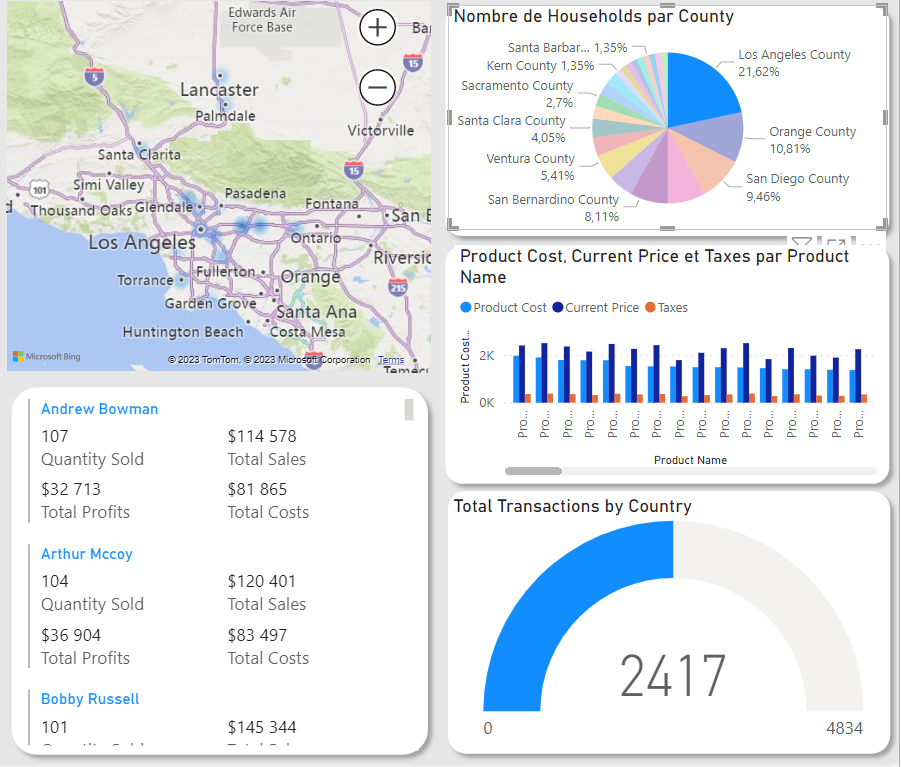 Edwards Air
Force Base
Ba
15
5
Lancaster
Palmdale
Victorville
Santa Clarita
15
101
Simi Valley
Pasadena
Thousand Oaks
Glendale
Fontana
San B
Los Angeles
Ontario
Riversid
Fullerton
Torrance
Orange
215
Garden Grove
Santa Ana
Huntington Beach
Costa Mesa
Microsoft Bing
© 2023 TomTom, © 2023 Microsoft Corporation Terms
Temecu
Nombre de Households par County
Santa Barbar... 1,35%
Kern County 1,35%
Sacramento County
2,7%
Santa Clara County
4,05%
Ventura County
5,41%
San Bernardino County
8,11%
Los Angeles County
21,62%
Orange County
10,81%
San Diego County
9,46%
Product Cost, Current Price et Taxes par Product
Name
Product Cost Current Price Taxes
Product Cost...
2K
0K
Pro... Pro... Pro... Pro... Pro... Pro... Pro... Pro... Pro... Pro... Pro... Pro... Pro... Pro... Pro... Pro...
Product Name
Andrew Bowman
107 $114 578
Quantity Sold Total Sales
$32 713 $81 865
Total Profits Total Costs
Arthur Mccoy
104 $120 401
Quantity Sold Total Sales
$36 904 $83 497
Total Profits Total Costs
Bobby Russell
101 $145 344
Total Transactions by Country
2417
0 4834